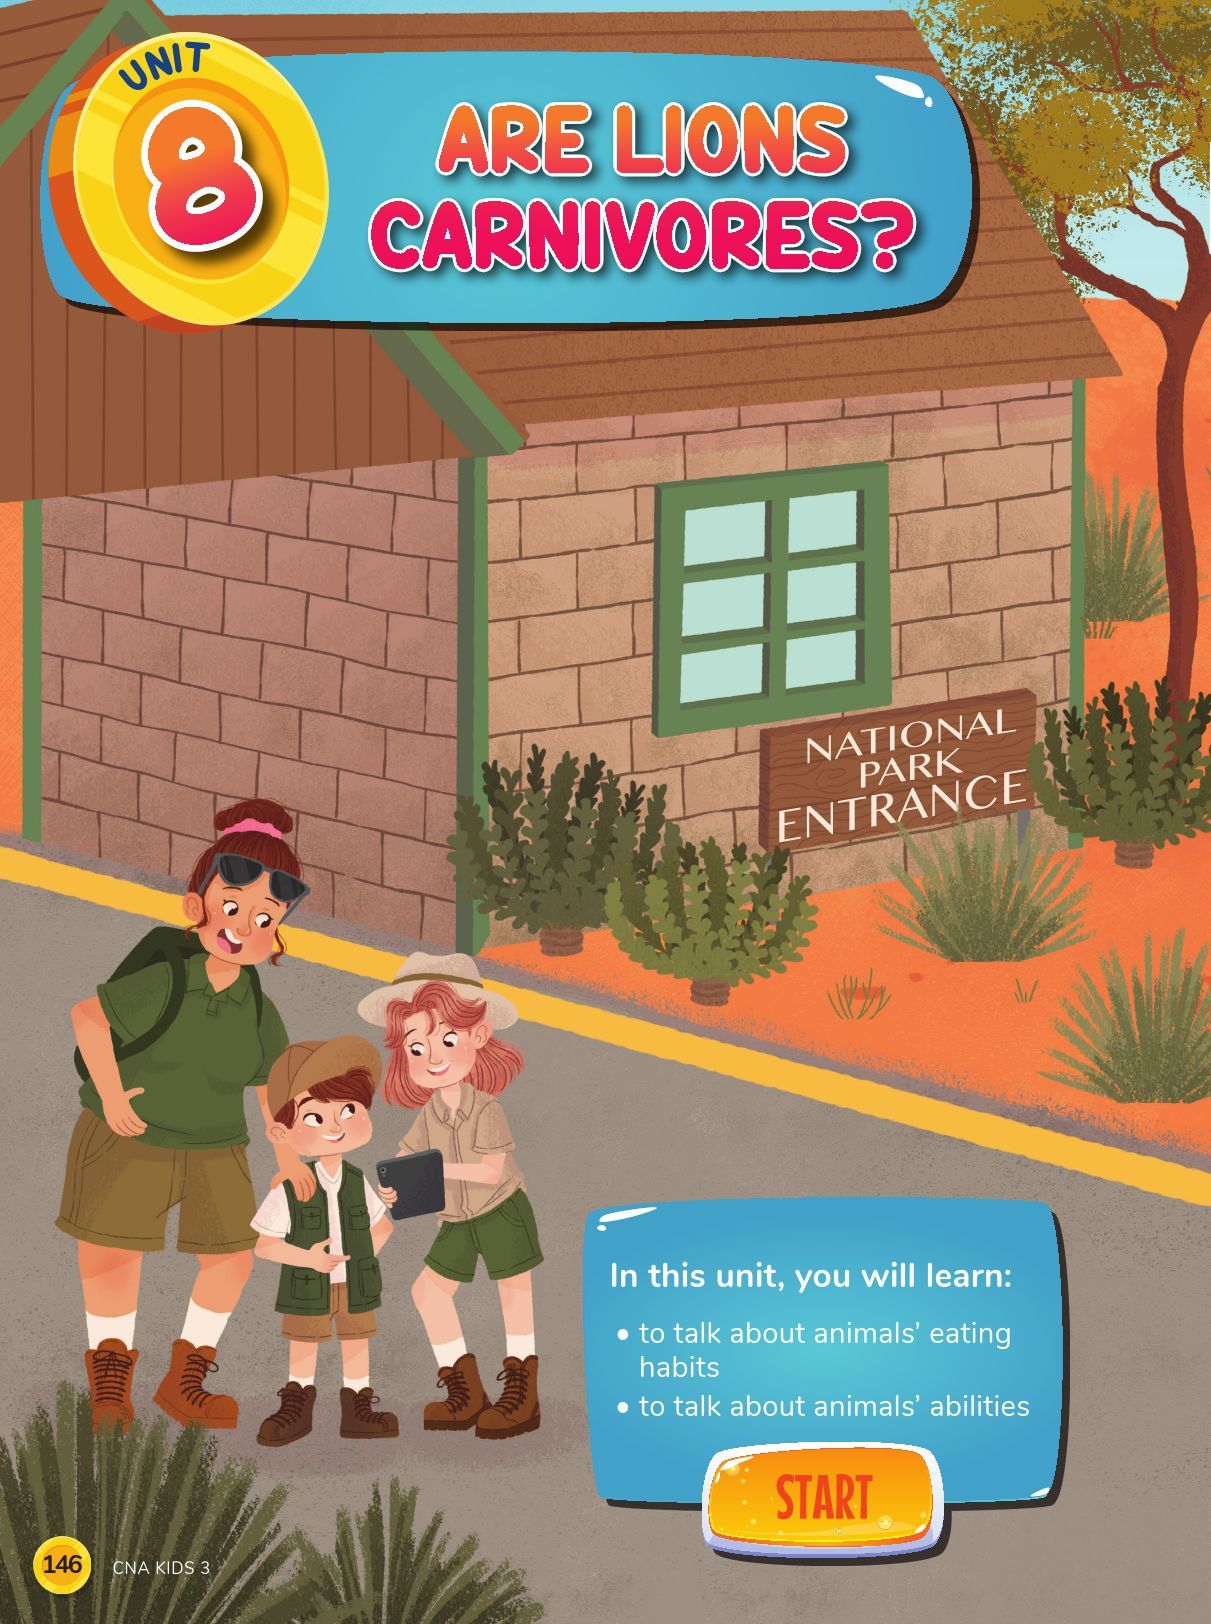 UNIT
8
ARE LIONS
CARNIVORES?
NATIONAL
PARK
ENTRANCE
In this unit, you will learn:
• to talk about animals’ eating
habits
• to talk about animals’ abilities
START
146
CNA KIDS 3